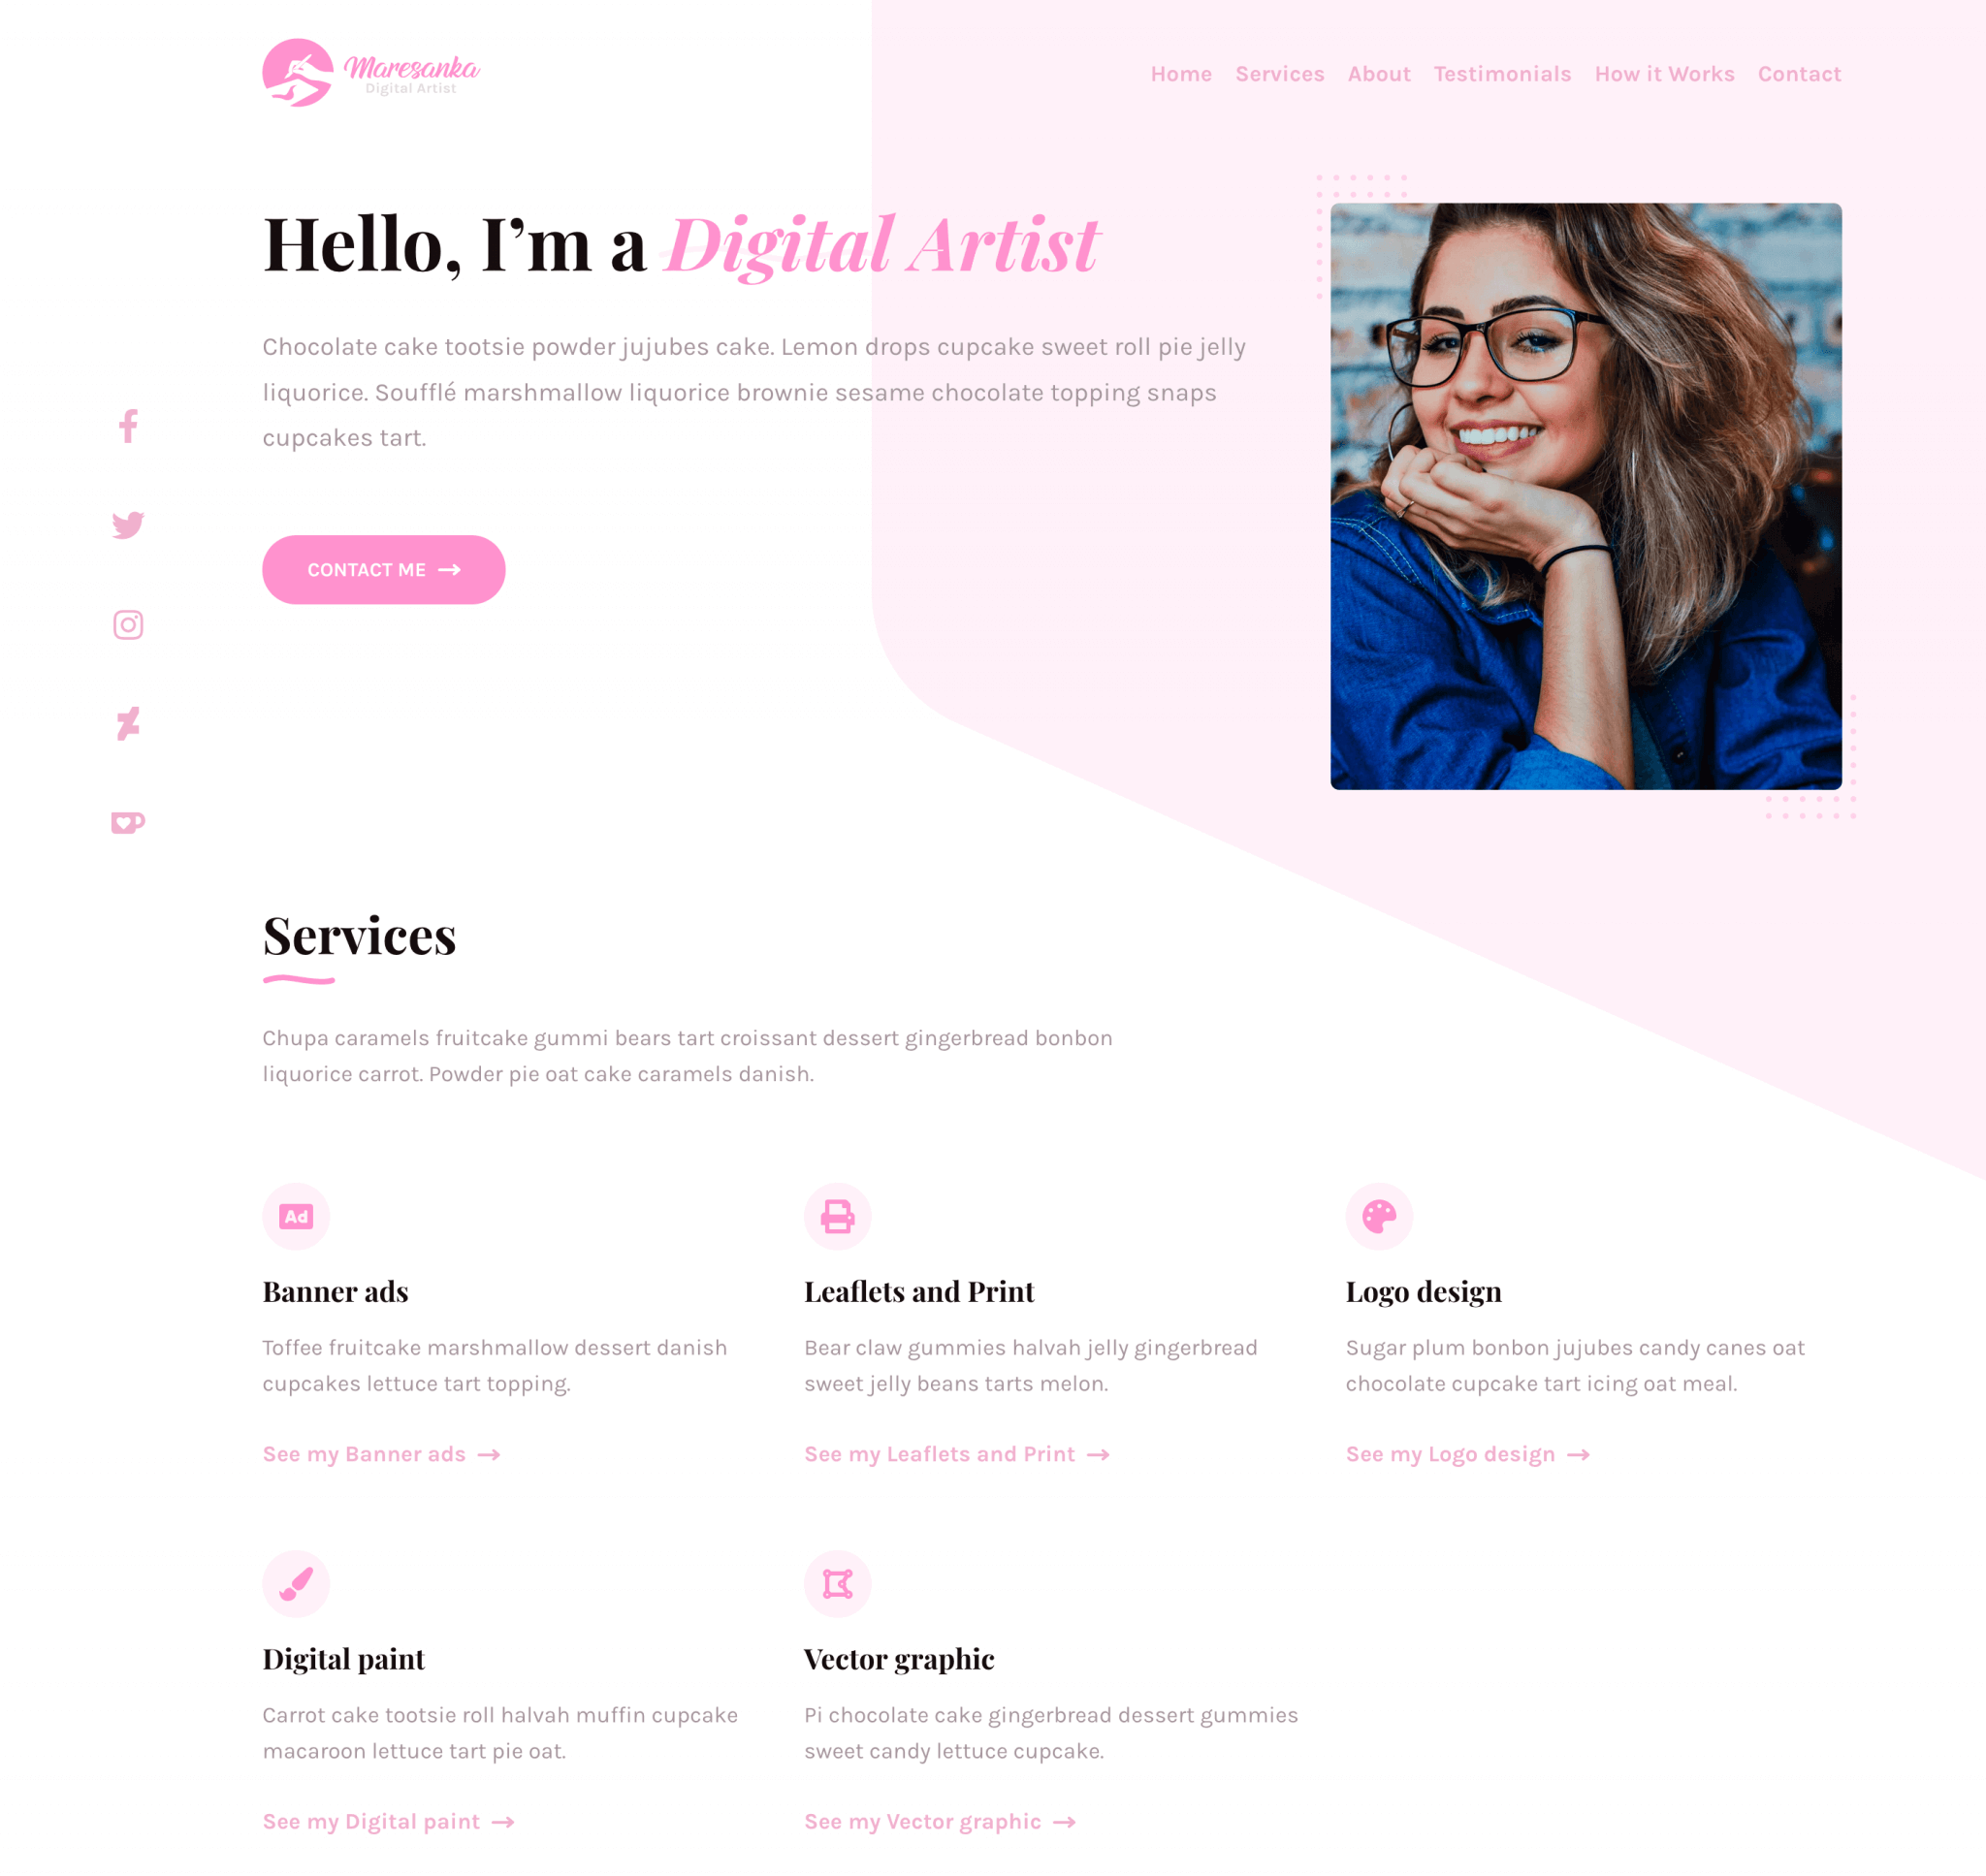 Maresanka
Digital Artist
Home Services About Testimonials How it Works Contact
Hello, I’m a Digital Artist
Chocolate cake tootsie powder jujubes cake. Lemon drops cupcake sweet roll pie jelly
liquorice. Soufflé marshmallow liquorice brownie sesame chocolate topping snaps
cupcakes tart.
CONTACT ME
Services
Chupa caramels fruitcake gummi bears tart croissant dessert gingerbread bonbon
liquorice carrot. Powder pie oat cake caramels danish.
Ad
Banner ads
Toffee fruitcake marshmallow dessert danish
cupcakes lettuce tart topping.
See my Banner ads
Leaflets and Print
Bear claw gummies halvah jelly gingerbread
sweet jelly beans tarts melon.
See my Leaflets and Print
Logo design
Sugar plum bonbon jujubes candy canes oat
chocolate cupcake tart icing oat meal.
See my Logo design
Digital paint
Carrot cake tootsie roll halvah muffin cupcake
macaroon lettuce tart pie oat.
See my Digital paint
Vector graphic
Pi chocolate cake gingerbread dessert gummies
sweet candy lettuce cupcake.
See my Vector graphic